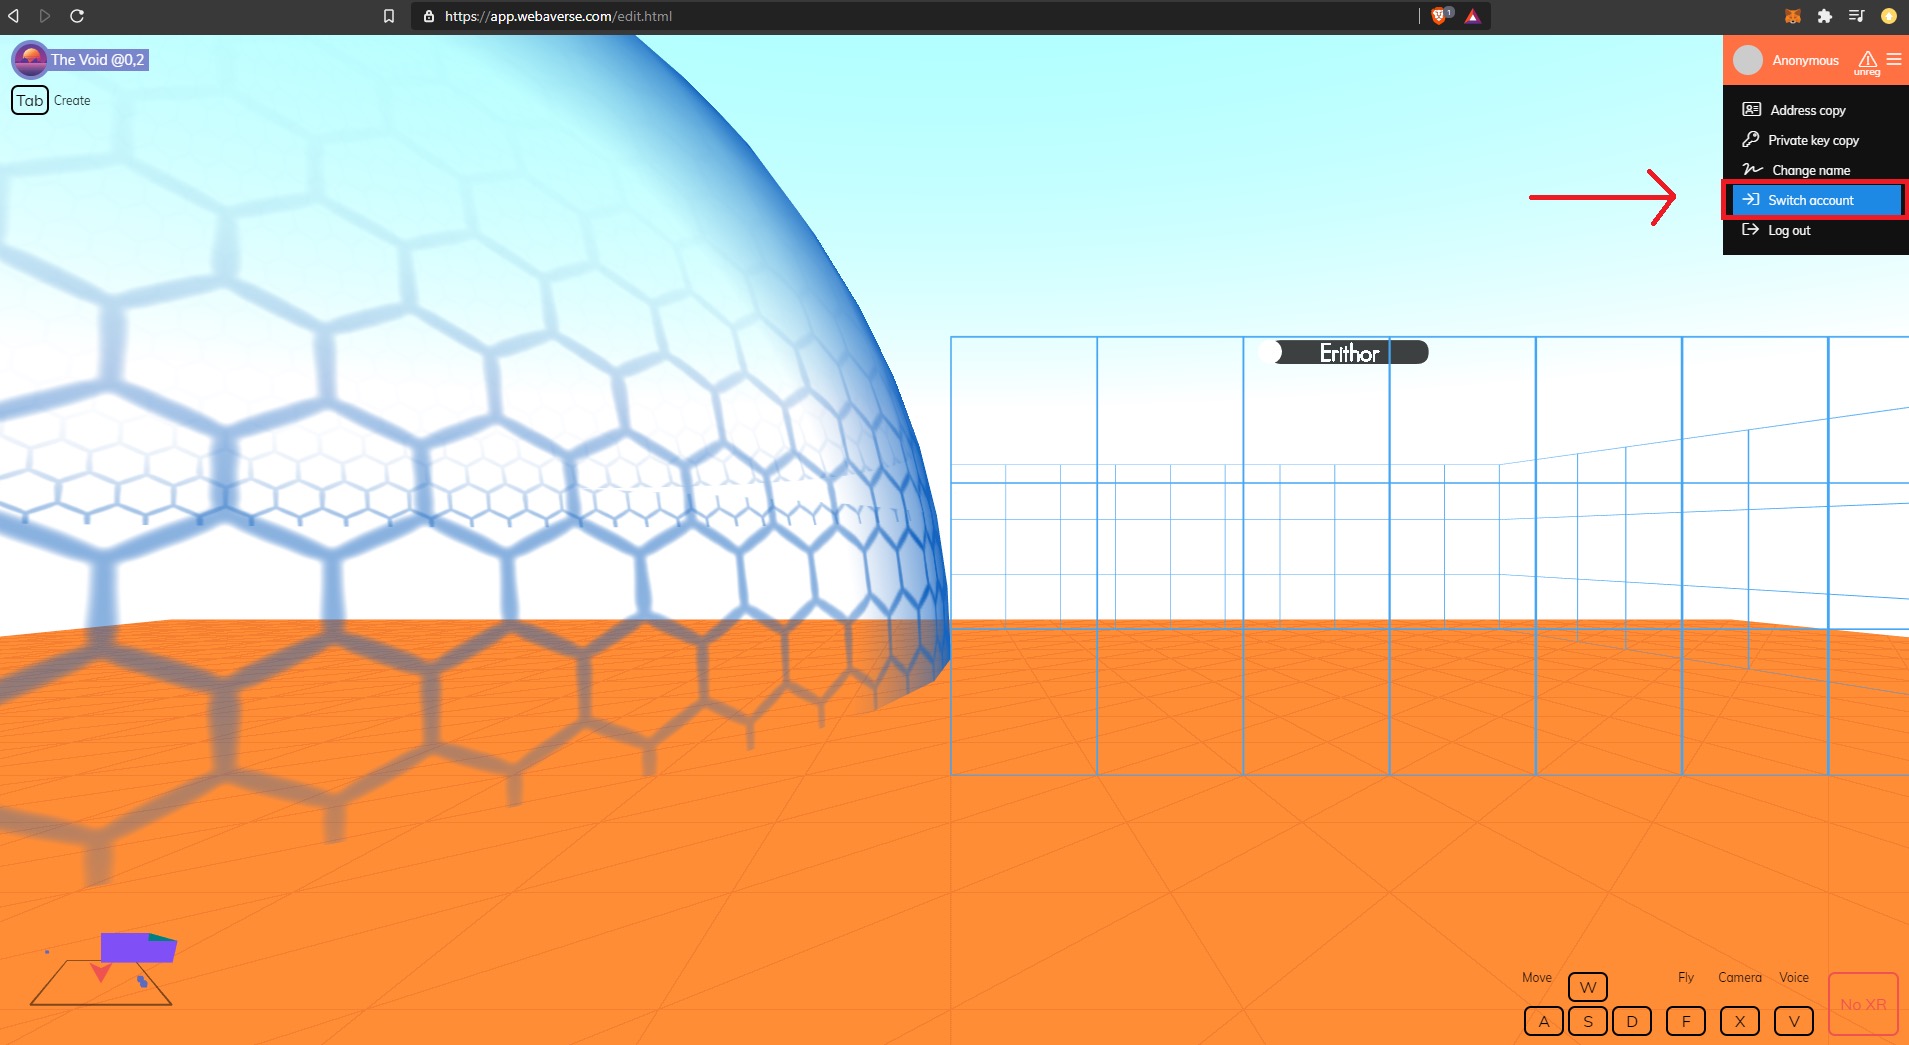 https://app.webaverse.com/edit.html
1
The Void @0,2
Tab Create
Anonymous
unreg
Address copy
Private key copy
Change name
Switch account
Log out
Erithor
Move Fly Camera Voice
W
A S D F X V
No XR